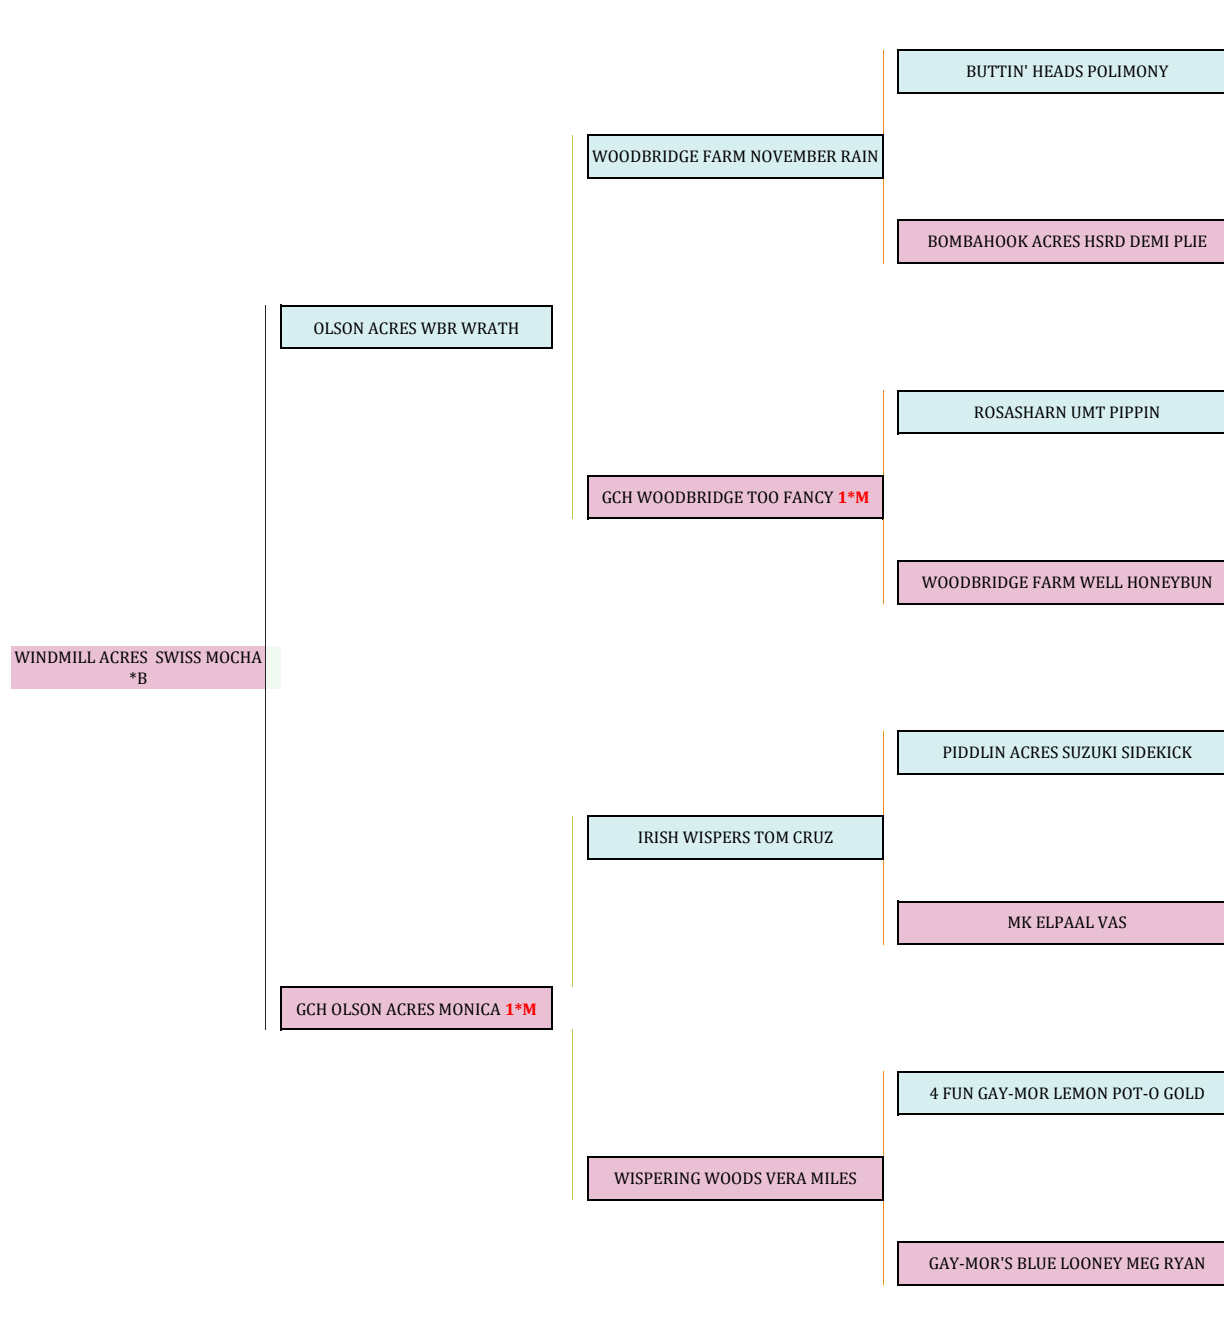 BUTTIN' HEADS POLIMONY
WOODBRIDGE FARM NOVEMBER RAIN
BOMBAHOOK ACRES HSRD DEMI PLIE
OLSON ACRES WBR WRATH
ROSASHARN UMT PIPPIN
GCH WOODBRIDGE TOO FANCY 1*M
WOODBRIDGE FARM WELL HONEYBUN
WINDMILL ACRES  SWISS MOCHA
*B
PIDDLIN ACRES SUZUKI SIDEKICK
IRISH WISPERS TOM CRUZ
MK ELPAAL VAS
GCH OLSON ACRES MONICA 1*M
4 FUN GAY-MOR LEMON POT-O GOLD
WISPERING WOODS VERA MILES
GAY-MOR'S BLUE LOONEY MEG RYAN